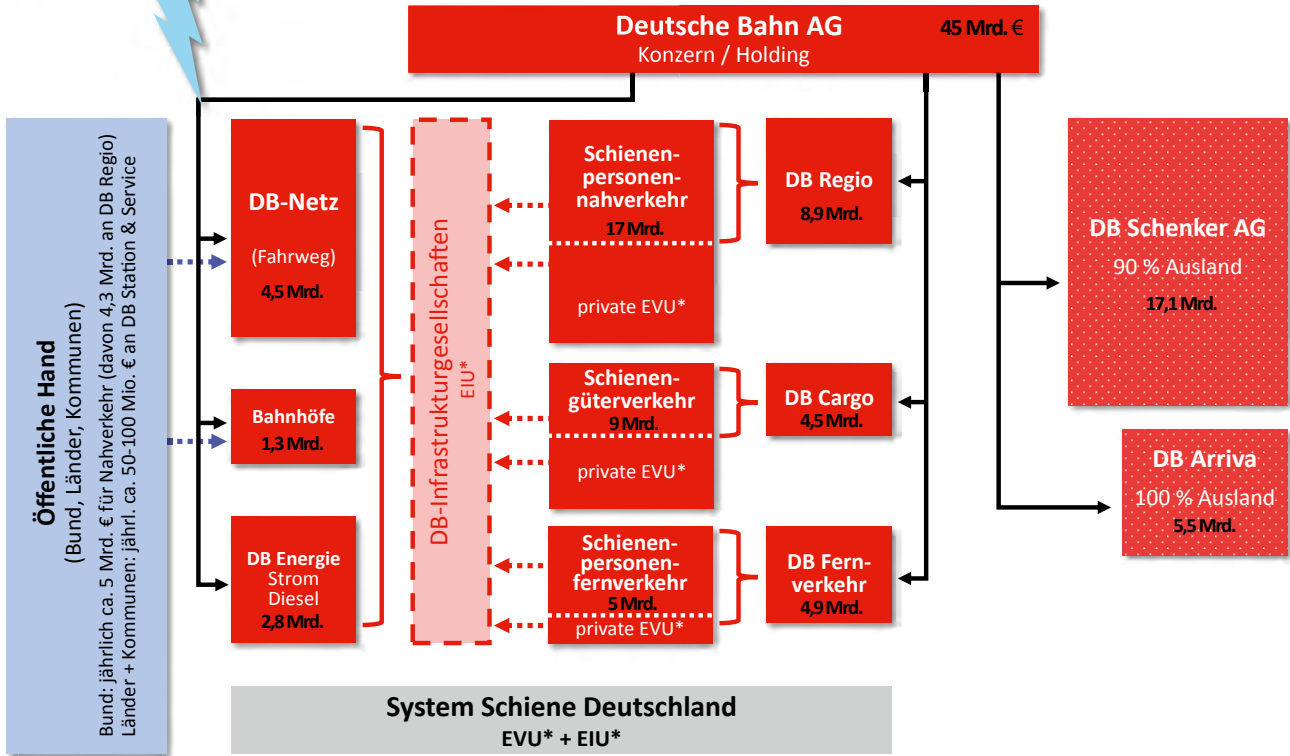 Deutsche Bahn AG
45 Mrd. €
Konzern / Holding
Öffentliche Hand
(Bund, Länder, Kommunen)
Bund: jährlich ca. 5 Mrd. € für Nahverkehr (davon 4,3 Mrd. an DB Regio)
Länder + Kommunen: jährl. ca. 50-100 Mio. € an DB Station & Service
DB-Netz
(Fahrweg)
4,5 Mrd.
Bahnhöfe
1,3 Mrd.
DB Energie
Strom
Diesel
2,8 Mrd.
DB-Infrastrukturgesellschaften
EIU*
Schienen-
personen-
nahverkehr
17 Mrd.
private EVU*
Schienen-
güterverkehr
9 Mrd.
private EVU*
Schienen-
personen-
fernverkehr
5 Mrd.
private EVU*
DB Regio
8,9 Mrd.
DB Cargo
4,5 Mrd.
DB Fern-
verkehr
4,9 Mrd.
DB Schenker AG
90 % Ausland
17,1 Mrd.
DB Arriva
100 % Ausland
5,5 Mrd.
System Schiene Deutschland
EVU* + EIU*